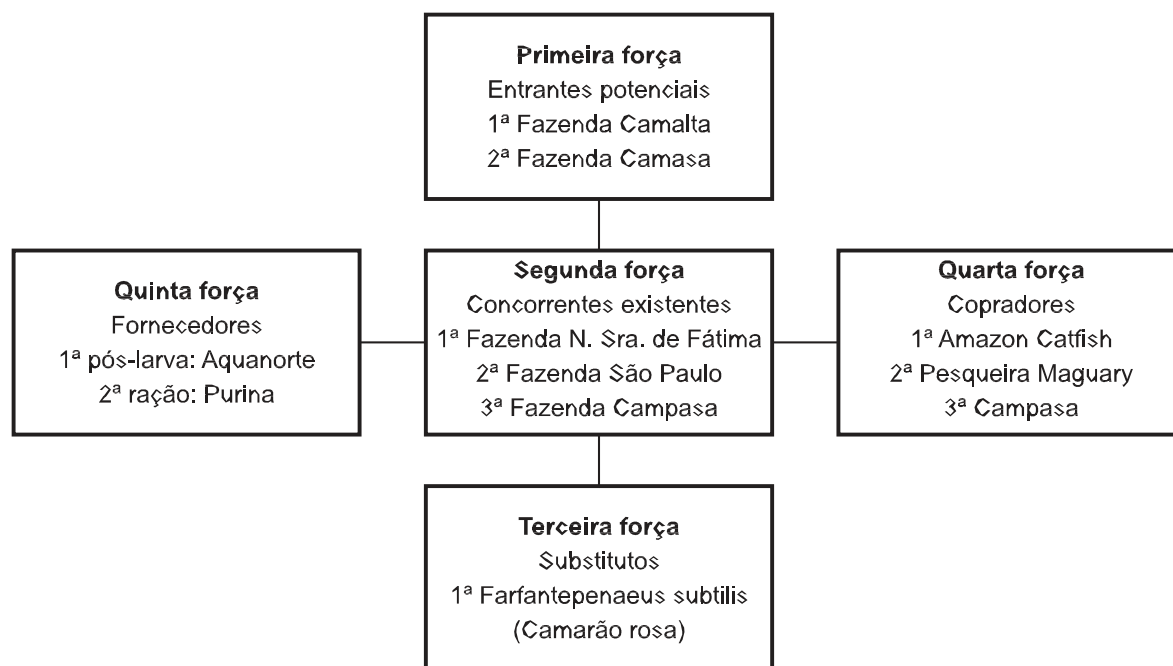 Primeira força
Entrantes potenciais
1ª Fazenda Camalta
2ª Fazenda Camasa
Quinta força
Fornecedores
1ª pós-larva: Aquanorte
2ª ração: Purina
Segunda força
Concorrentes existentes
1ª Fazenda N. Sra. de Fátima
2ª Fazenda São Paulo
3ª Fazenda Campasa
Quarta força
Copradores
1ª Amazon Catfish
2ª Pesqueira Maguary
3ª Campasa
Terceira força
Substitutos
1ª Farfantepenaeus subtilis
(Camarão rosa)